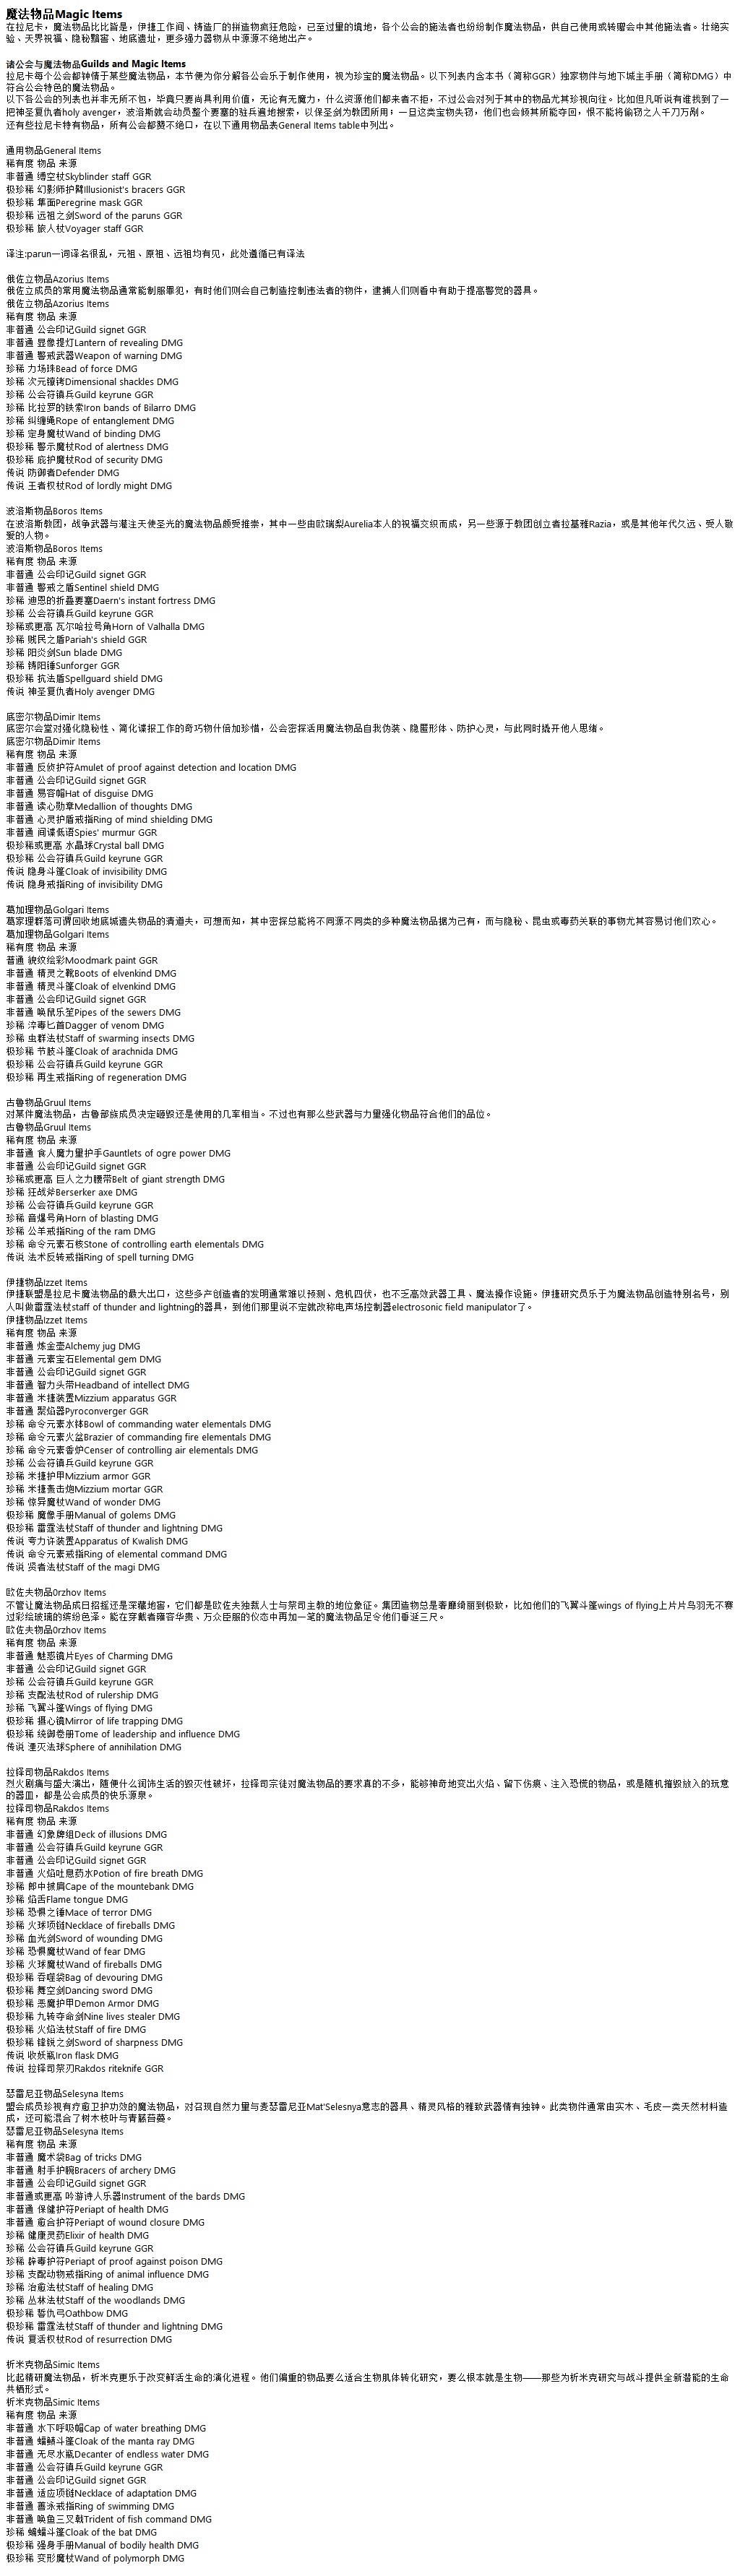 魔法物品Magic Items
在拉尼卡，魔法物品比比皆是，伊捷工作间、铸造厂的拼造物疯狂危险，已至过量的境地，各个公会的施法者也纷纷制作魔法物品，供自己使用或转赠会中其他施法者。壮绝实
验、天界祝福、隐秘黯窖、地底遗址，更多强力器物从中源源不绝地出产。

诸公会与魔法物品Guilds and Magic Items
拉尼卡每个公会都钟情于某些魔法物品，本节便为你分解各公会乐于制作使用，视为珍宝的魔法物品。以下列表内含本书（简称GGR）独家物件与地下城主手册（简称DMG）中
符合公会特色的魔法物品。
以下各公会的列表也并非无所不包，毕竟只要尚具利用价值，无论有无魔力，什么资源他们都来者不拒，不过公会对列于其中的物品尤其珍视向往。比如但凡听说有谁找到了一
把神圣复仇者holy avenger，波洛斯就会动员整个要塞的驻兵遍地搜索，以保圣剑为教团所用；一旦这类宝物失窃，他们也会倾其所能夺回，恨不能将偷窃之人千刀万剐。
还有些拉尼卡特有物品，所有公会都赞不绝口，在以下通用物品表General Items table中列出。

通用物品General Items
稀有度 物品 来源
非普通 缚空杖Skyblinder staff GGR
极珍稀 幻影师护臂Illusionist's bracers GGR
极珍稀 隼面Peregrine mask GGR
极珍稀 远祖之剑Sword of the paruns GGR
极珍稀 旅人杖Voyager staff GGR

译注:parun一词译名很乱，元祖、原祖、远祖均有见，此处遵循已有译法

俄佐立物品Azorius Items
俄佐立成员的常用魔法物品通常能制服罪犯，有时他们则会自己制造控制违法者的物件，逮捕人们则看中有助于提高警觉的器具。
俄佐立物品Azorius Items
稀有度 物品 来源
非普通 公会印记Guild signet GGR
非普通 显像提灯Lantern of revealing DMG
非普通 警戒武器Weapon of warning DMG
珍稀 力场珠Bead of force DMG
珍稀 次元镣铐Dimensional shackles DMG
珍稀 公会符镇兵Guild keyrune GGR
珍稀 比拉罗的铁索Iron bands of Bilarro DMG
珍稀 纠缠绳Rope of entanglement DMG
珍稀 定身魔杖Wand of binding DMG
极珍稀 警示魔杖Rod of alertness DMG
极珍稀 庇护魔杖Rod of security DMG
传说 防御者Defender DMG
传说 王者权杖Rod of lordly might DMG

波洛斯物品Boros Items
在波洛斯教团，战争武器与灌注天使圣光的魔法物品颇受推崇，其中一些由欧瑞梨Aurelia本人的祝福交织而成，另一些源于教团创立者拉基雅Razia，或是其他年代久远、受人敬
爱的人物。
波洛斯物品Boros Items
稀有度 物品 来源
非普通 公会印记Guild signet GGR
非普通 警戒之盾Sentinel shield DMG
珍稀 迪恩的折叠要塞Daern's instant fortress DMG
珍稀 公会符镇兵Guild keyrune GGR
珍稀或更高 瓦尔哈拉号角Horn of Valhalla DMG
珍稀 贱民之盾Pariah's shield GGR
珍稀 阳炎剑Sun blade DMG
珍稀 铸阳锤Sunforger GGR
极珍稀 抗法盾Spellguard shield DMG
传说 神圣复仇者Holy avenger DMG

底密尔物品Dimir Items
底密尔会堂对强化隐秘性、简化谍报工作的奇巧物什倍加珍惜，公会密探活用魔法物品自我伪装、隐匿形体、防护心灵，与此同时撬开他人思绪。
底密尔物品Dimir Items
稀有度 物品 来源
非普通 反侦护符Amulet of proof against detection and location DMG
非普通 公会印记Guild signet GGR
非普通 易容帽Hat of disguise DMG
非普通 读心勋章Medallion of thoughts DMG
非普通 心灵护盾戒指Ring of mind shielding DMG
非普通 间谍低语Spies' murmur GGR
极珍稀或更高 水晶球Crystal ball DMG
极珍稀 公会符镇兵Guild keyrune GGR
传说 隐身斗篷Cloak of invisibility DMG
传说 隐身戒指Ring of invisibility DMG

葛加理物品Golgari Items
葛家理群落可谓回收地底城遗失物品的清道夫，可想而知，其中密探总能将不同源不同类的多种魔法物品据为己有，而与隐秘、昆虫或毒药关联的事物尤其容易讨他们欢心。
葛加理物品Golgari Items
稀有度 物品 来源
普通 貌纹绘彩Moodmark paint GGR
非普通 精灵之靴Boots of elvenkind DMG
非普通 精灵斗篷Cloak of elvenkind DMG
非普通 公会印记Guild signet GGR
非普通 唤鼠乐笙Pipes of the sewers DMG
珍稀 淬毒匕首Dagger of venom DMG
珍稀 虫群法杖Staff of swarming insects DMG
极珍稀 节肢斗篷Cloak of arachnida DMG
极珍稀 公会符镇兵Guild keyrune GGR
极珍稀 再生戒指Ring of regeneration DMG

古鲁物品Gruul Items
对某件魔法物品，古鲁部族成员决定砸毁还是使用的几率相当。不过也有那么些武器与力量强化物品符合他们的品位。
古鲁物品Gruul Items
稀有度 物品 来源
非普通 食人魔力量护手Gauntlets of ogre power DMG
非普通 公会印记Guild signet GGR
珍稀或更高 巨人之力腰带Belt of giant strength DMG
珍稀 狂战斧Berserker axe DMG
珍稀 公会符镇兵Guild keyrune GGR
珍稀 音爆号角Horn of blasting DMG
珍稀 公羊戒指Ring of the ram DMG
珍稀 命令元素石核Stone of controlling earth elementals DMG
传说 法术反转戒指Ring of spell turning DMG

伊捷物品Izzet Items
伊捷联盟是拉尼卡魔法物品的最大出口，这些多产创造者的发明通常难以预测、危机四伏，也不乏高效武器工具、魔法操作设施。伊捷研究员乐于为魔法物品创造特别名号，别
人叫做雷霆法杖staff of thunder and lightning的器具，到他们那里说不定就改称电声场控制器electrosonic field manipulator了。
伊捷物品Izzet Items
稀有度 物品 来源
非普通 炼金壶Alchemy jug DMG
非普通 元素宝石Elemental gem DMG
非普通 公会印记Guild signet GGR
非普通 智力头带Headband of intellect DMG
非普通 米捷装置Mizzium apparatus GGR
非普通 聚焰器Pyroconverger GGR
珍稀 命令元素水钵Bowl of commanding water elementals DMG
珍稀 命令元素火盆Brazier of commanding fire elementals DMG
珍稀 命令元素香炉Censer of controlling air elementals DMG
珍稀 公会符镇兵Guild keyrune GGR
珍稀 米捷护甲Mizzium armor GGR
珍稀 米捷轰击炮Mizzium mortar GGR
珍稀 惊异魔杖Wand of wonder DMG
极珍稀 魔像手册Manual of golems DMG
极珍稀 雷霆法杖Staff of thunder and lightning DMG
传说 夸力许装置Apparatus of Kwalish DMG
传说 命令元素戒指Ring of elemental command DMG
传说 贤者法杖Staff of the magi DMG

欧佐夫物品0rzhov Items
不管让魔法物品成日招摇还是深藏地窖，它们都是欧佐夫独裁人士与祭司主教的地位象征。集团造物总是奢靡绮丽到极致，比如他们的飞翼斗篷wings of flying上片片鸟羽无不赛
过彩绘玻璃的缤纷色泽。能在穿戴者雍容华贵、万众臣服的仪态中再加一笔的魔法物品足令他们垂涎三尺。
欧佐夫物品0rzhov Items
稀有度 物品 来源
非普通 魅惑镜片Eyes of Charming DMG
非普通 公会印记Guild signet GGR
珍稀 公会符镇兵Guild keyrune GGR
珍稀 支配法杖Rod of rulership DMG
珍稀 飞翼斗篷Wings of flying DMG
极珍稀 摄心镜Mirror of life trapping DMG
极珍稀 统御卷册Tome of leadership and influence DMG
传说 湮灭法球Sphere of annihilation DMG

拉铎司物品Rakdos Items
烈火剧痛与盛大演出，随便什么润饰生活的毁灭性破坏，拉铎司宗徒对魔法物品的要求真的不多，能够神奇地变出火焰、留下伤痕、注入恐慌的物品，或是随机摧毁放入的玩意
的器皿，都是公会成员的快乐源泉。
拉铎司物品Rakdos Items
稀有度 物品 来源
非普通 幻象牌组Deck of illusions DMG
非普通 公会符镇兵Guild keyrune GGR
非普通 公会印记Guild signet GGR
非普通 火焰吐息药水Potion of fire breath DMG
珍稀 郎中披肩Cape of the mountebank DMG
珍稀 焰舌Flame tongue DMG
珍稀 恐惧之锤Mace of terror DMG
珍稀 火球项链Necklace of fireballs DMG
珍稀 血光剑Sword of wounding DMG
珍稀 恐惧魔杖Wand of fear DMG
珍稀 火球魔杖Wand of fireballs DMG
极珍稀 吞噬袋Bag of devouring DMG
极珍稀 舞空剑Dancing sword DMG
极珍稀 恶魔护甲Demon Armor DMG
极珍稀 九转夺命剑Nine lives stealer DMG
极珍稀 火焰法杖Staff of fire DMG
极珍稀 锋锐之剑Sword of sharpness DMG
传说 收妖瓶Iron flask DMG
传说 拉铎司祭刃Rakdos riteknife GGR

瑟雷尼亚物品Selesyna Items
盟会成员珍视有疗愈卫护功效的魔法物品，对召现自然力量与麦瑟雷尼亚Mat'Selesnya意志的器具、精灵风格的雅致武器情有独钟。此类物件通常由实木、毛皮一类天然材料造
成，还可能混合了树木枝叶与青藤苔藓。
瑟雷尼亚物品Selesyna Items
稀有度 物品 来源
非普通 魔术袋Bag of tricks DMG
非普通 射手护腕Bracers of archery DMG
非普通 公会印记Guild signet GGR
非普通或更高 吟游诗人乐器Instrument of the bards DMG
非普通 保健护符Periapt of health DMG
非普通 愈合护符Periapt of wound closure DMG
珍稀 健康灵药Elixir of health DMG
珍稀 公会符镇兵Guild keyrune GGR
珍稀 辟毒护符Periapt of proof against poison DMG
珍稀 支配动物戒指Ring of animal influence DMG
珍稀 治愈法杖Staff of healing DMG
珍稀 丛林法杖Staff of the woodlands DMG
极珍稀 誓仇弓Oathbow DMG
极珍稀 雷霆法杖Staff of thunder and lightning DMG
传说 复活权杖Rod of resurrection DMG

析米克物品Simic Items
比起精研魔法物品，析米克更乐于改变鲜活生命的演化进程。他们偏重的物品要么适合生物肌体转化研究，要么根本就是生物——那些为析米克研究与战斗提供全新潜能的生命
共栖形式。
析米克物品Simic Items
稀有度 物品 来源
非普通 水下呼吸帽Cap of water breathing DMG
非普通 蝠鲼斗篷Cloak of the manta ray DMG
非普通 无尽水瓶Decanter of endless water DMG
非普通 公会符镇兵Guild keyrune GGR
非普通 公会印记Guild signet GGR
非普通 适应项链Necklace of adaptation DMG
非普通 善泳戒指Ring of swimming DMG
非普通 唤鱼三叉戟Trident of fish command DMG
珍稀 蝙蝠斗篷Cloak of the bat DMG
极珍稀 强身手册Manual of bodily health DMG
极珍稀 变形魔杖Wand of polymorph DMG